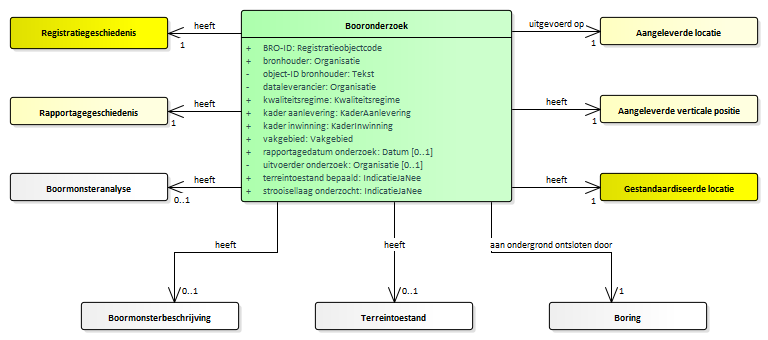 Registratiegeschiedenis
heeft
1
Booronderzoek
+ BRO-ID: Registratieobjectcode
+ bronhouder: Organisatie
- object-ID bronhouder: Tekst
- dataleverancier: Organisatie
+ kwaliteitsregime: Kwaliteitsregime
+ kader aanlevering: KaderAanlevering
+ kader inwinning: KaderInwinning
+ vakgebied: Vakgebied
+ rapportagedatum onderzoek: Datum [0..1]
- uitvoerder onderzoek: Organisatie [0..1]
+ terreintoestand bepaald: IndicatieJaNee
+ strooisellaag onderzocht: IndicatieJaNee
uitgevoerd op
1
Aangeleverde locatie
Rapportagegeschiedenis
heeft
1
heeft
1
Aangeleverde verticale positie
Boormonsteranalyse
heeft
0..1
heeft
1
Gestandaardiseerde locatie
heeft
heeft
aan ondergrond ontsloten door
0..1
0..1
1
Boormonsterbeschrijving
Terreintoestand
Boring